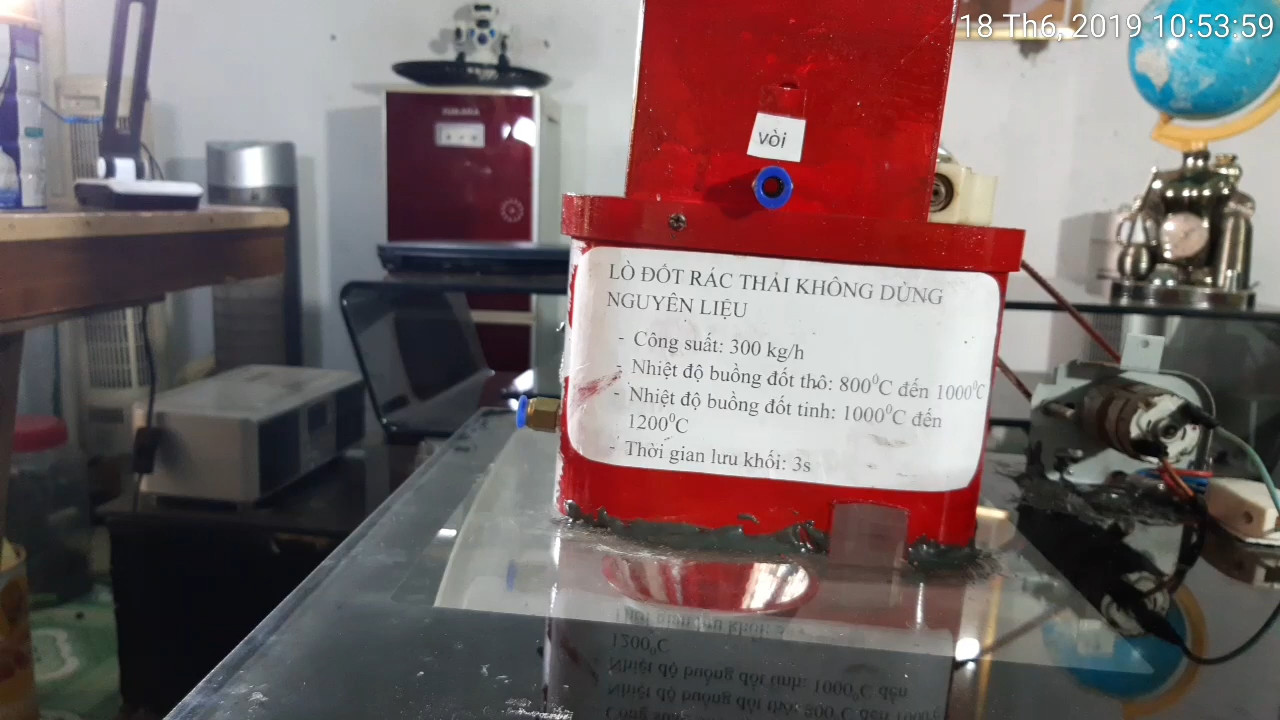 18 Th6, 2019 10:53:59
vòi
LÒ ĐỐT RÁC THẢI KHÔNG DÙNG
NGUYÊN LIỆU
- Công suất: 300 kg/h
- Nhiệt độ buồng đốt thô: 800⁰C đến 1000⁰C
- Nhiệt độ buồng đốt tinh: 1000⁰C đến
1200⁰C
- Thời gian lưu khối: 3s